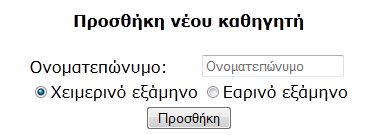 Προσθήκη νέου καθηγητή
Ονοματεπώνυμο: Ονοματεπώνυμο
Χειμερινό εξάμηνο Εαρινό εξάμηνο
Προσθήκη